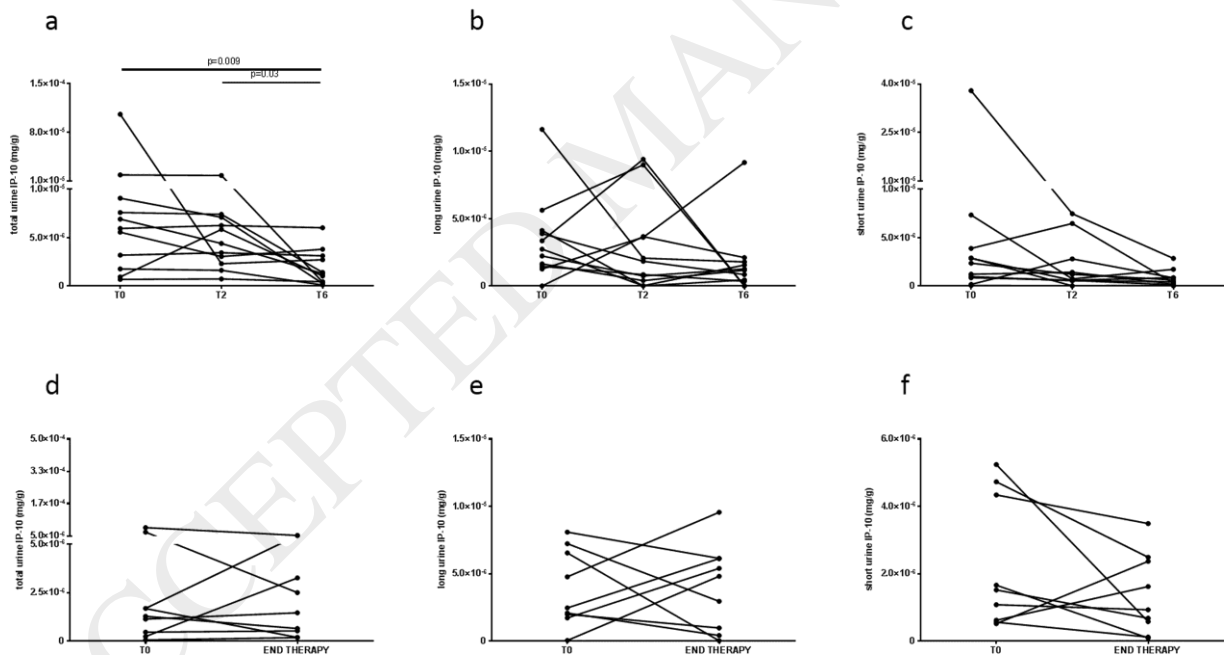 a
b
c
p=0.009
p=0.03
total urine IP-10 (mg/g)
1.5×10⁻⁴
8.0×10⁻⁵
1.0×10⁻⁵
1.0×10⁻⁵
5.0×10⁻⁶
0
T0
T2
T6
long urine IP-10 (mg/g)
1.5×10⁻⁵
1.0×10⁻⁵
5.0×10⁻⁶
0
T0
T2
T6
short urine IP-10 (mg/g)
4.0×10⁻⁵
2.5×10⁻⁵
1.0×10⁻⁵
1.0×10⁻⁵
5.0×10⁻⁶
0
T0
T2
T6
d
e
f
total urine IP-10 (mg/g)
5.0×10⁻⁴
3.3×10⁻⁴
1.7×10⁻⁴
5.0×10⁻⁶
5.0×10⁻⁶
2.5×10⁻⁶
0
T0
END THERAPY
long urine IP-10 (mg/g)
1.5×10⁻⁵
1.0×10⁻⁵
5.0×10⁻⁶
0
T0
END THERAPY
short urine IP-10 (mg/g)
6.0×10⁻⁶
4.0×10⁻⁶
2.0×10⁻⁶
0
T0
END THERAPY
CCEPTED MAN